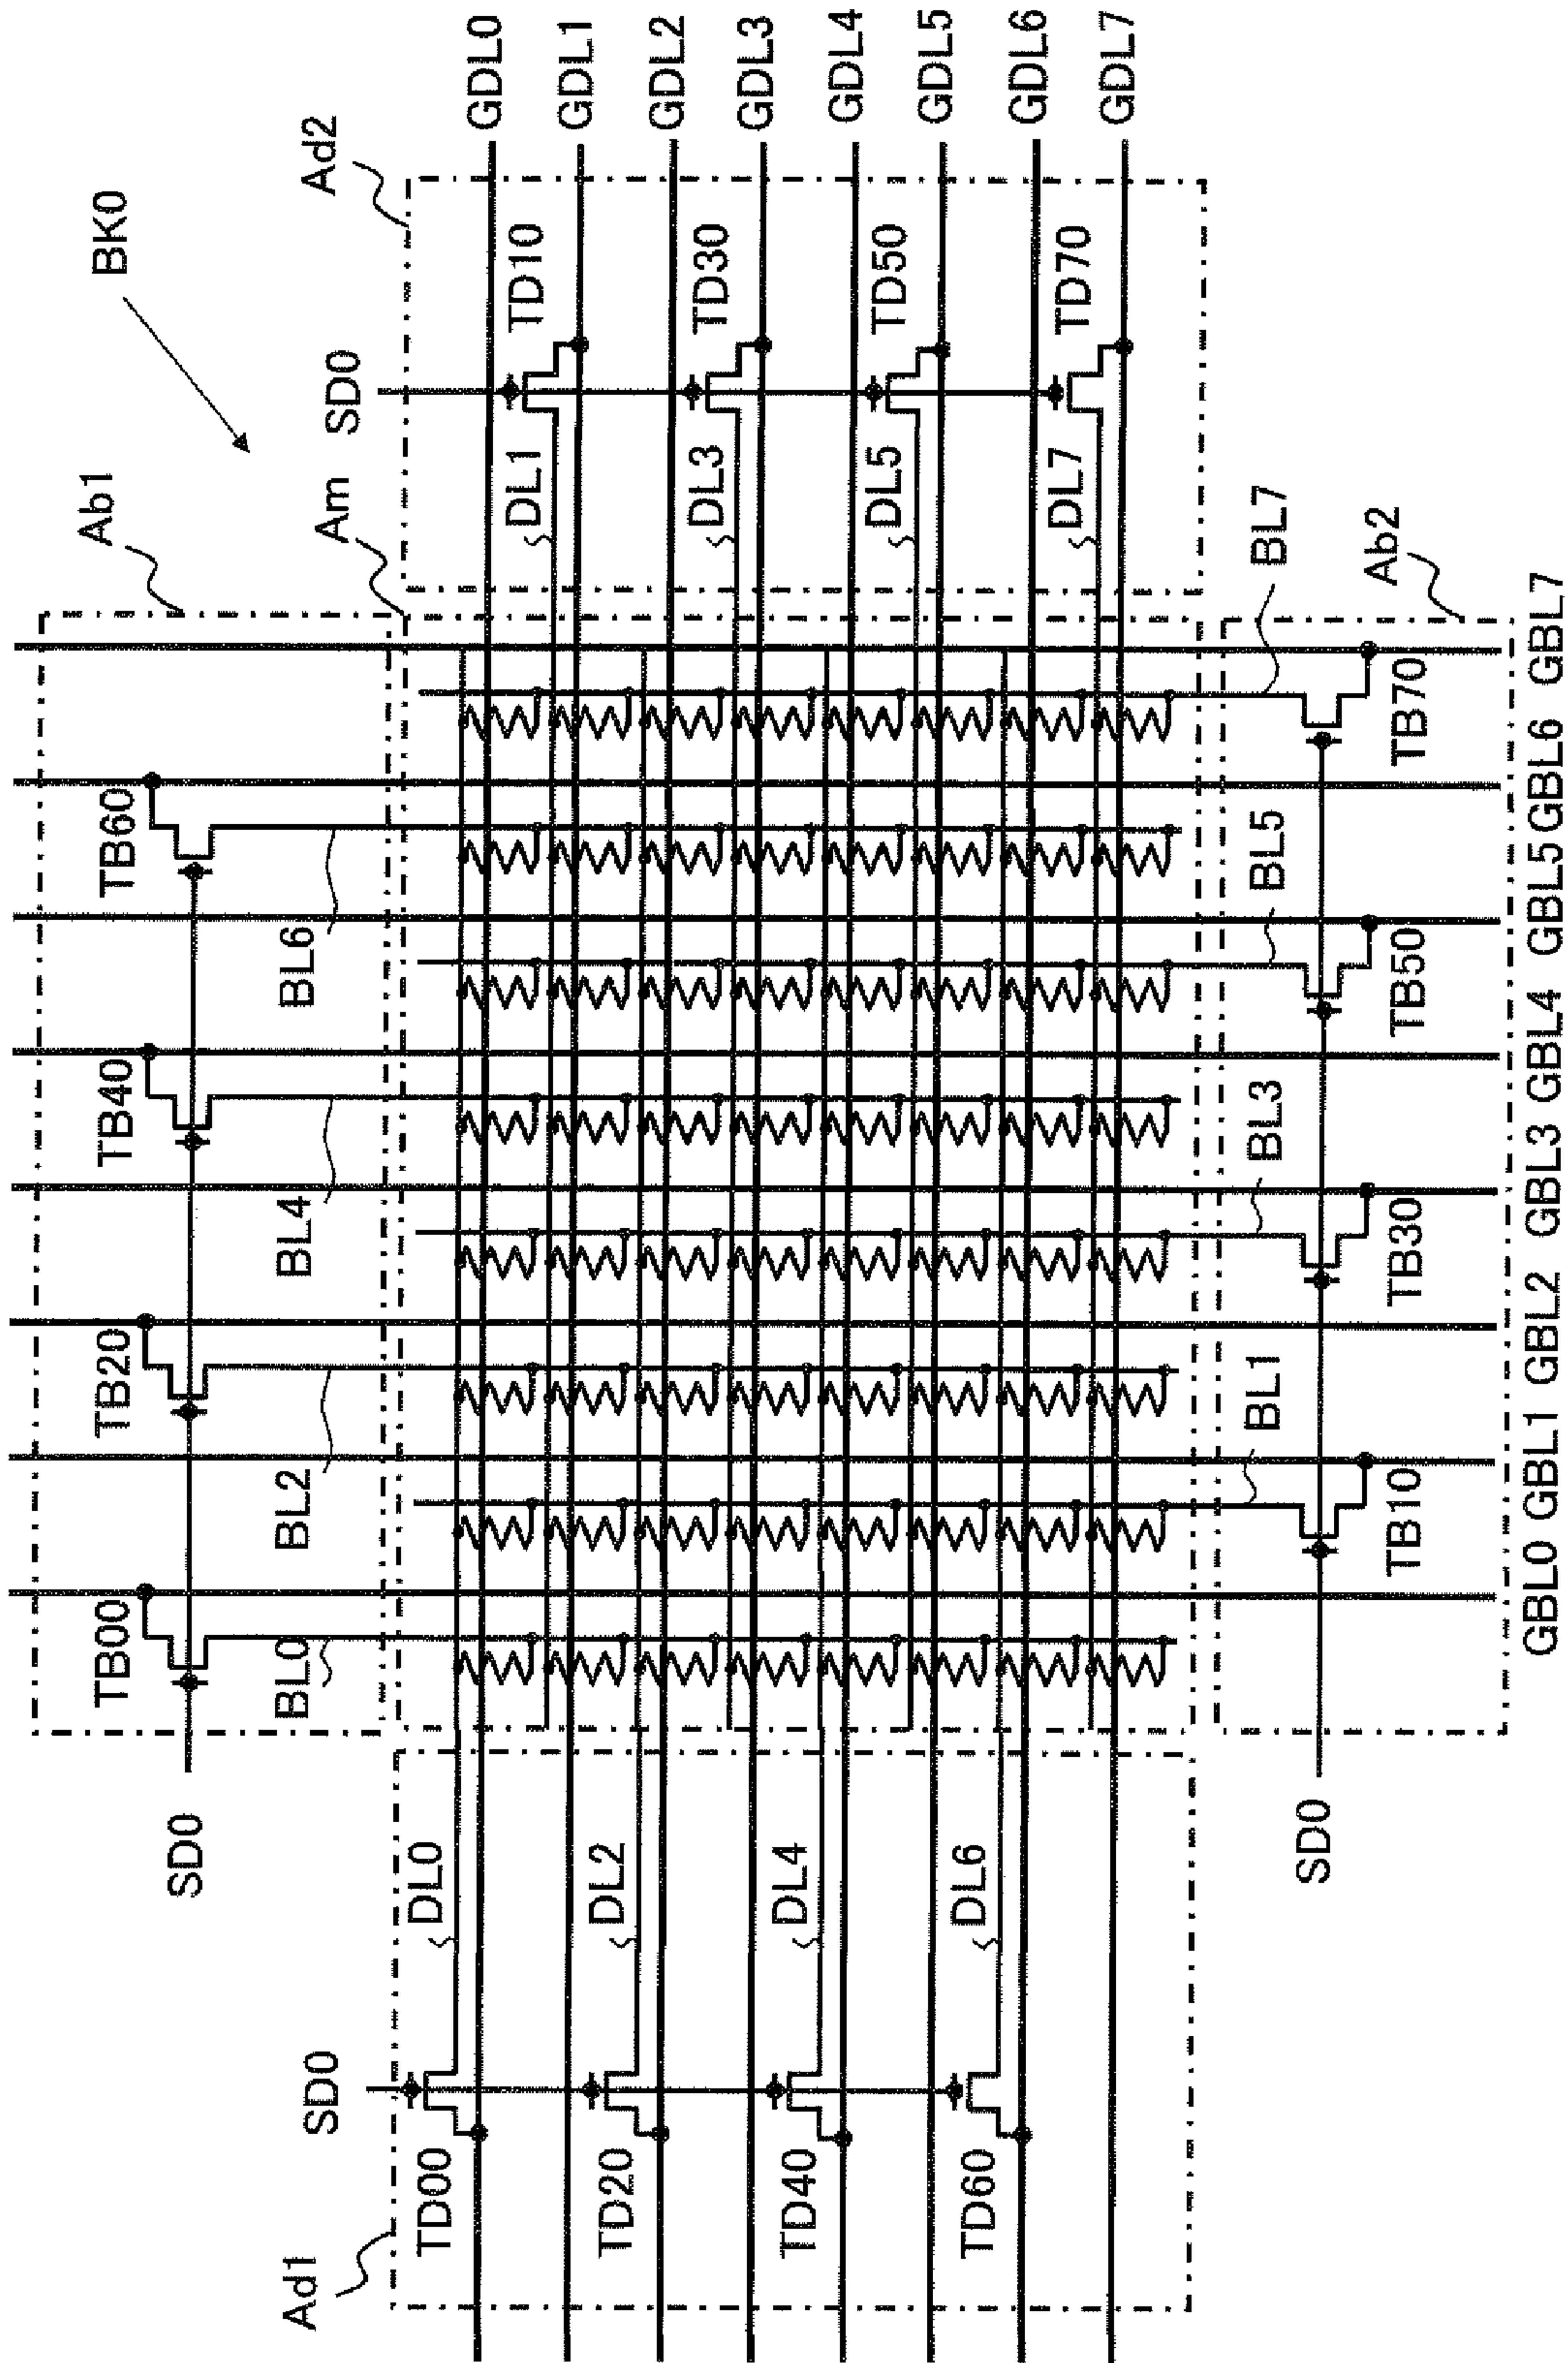 BK0
Ab1
TB00 TB20 TB40 TB60
SD0
Ad1
BL0 BL2 BL4 BL6
Am
Ad2
SD0
SD0
TD00 DL0
GDL0
DL1 TD10
GDL1
TD20 DL2
GDL2
DL3 TD30
GDL3
TD40 DL4
GDL4
DL5 TD50
GDL5
TD60 DL6
GDL6
DL7 TD70
GDL7
BL1 BL3 BL5 BL7
SD0
Ab2
TB10 TB30 TB50 TB70
GBL0 GBL1 GBL2 GBL3 GBL4 GBL5 GBL6 GBL7